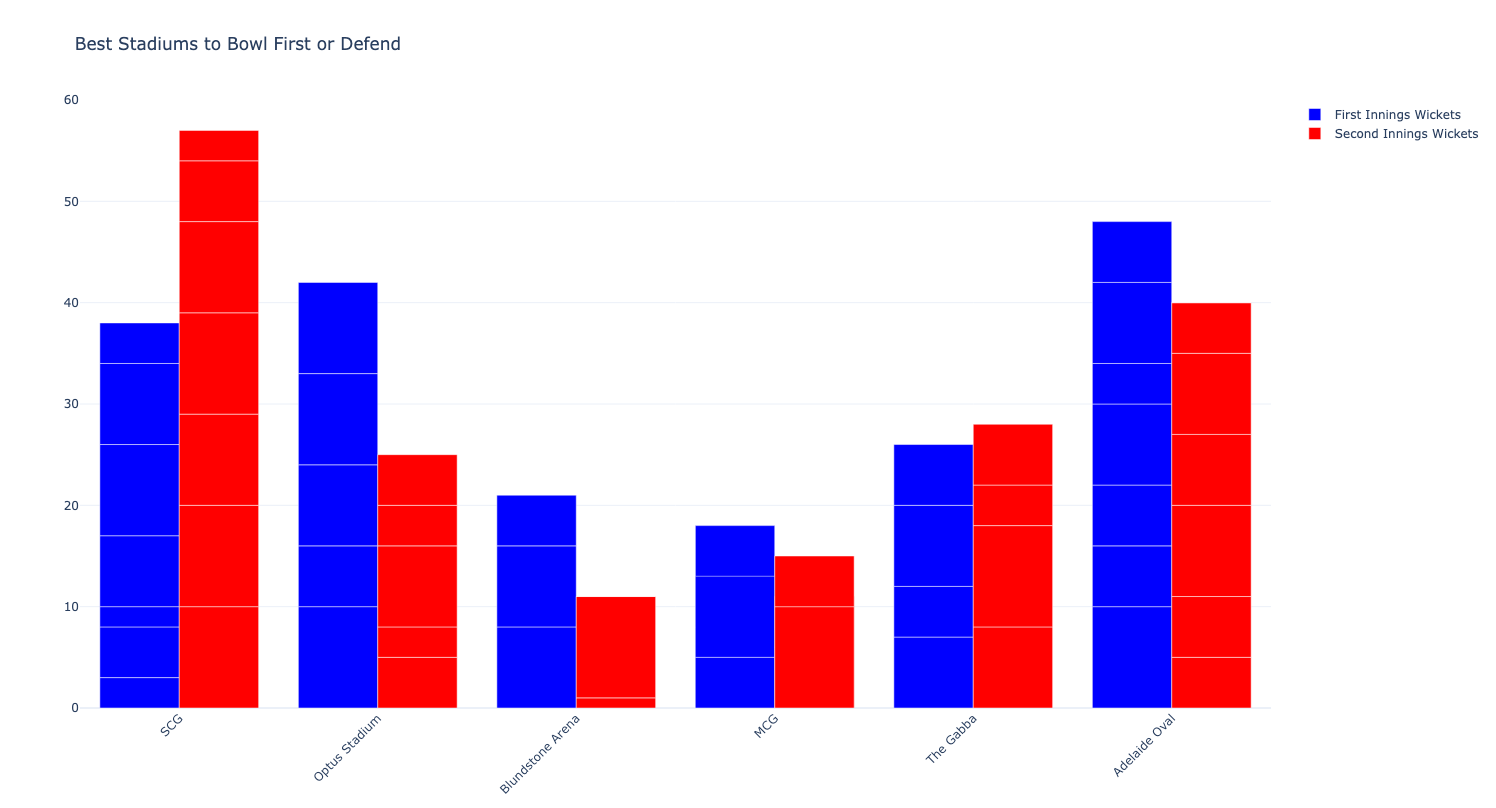 Best Stadiums to Bowl First or Defend
60
50
40
30
20
10
0
First Innings Wickets
Second Innings Wickets
SCG
Optus Stadium
Blundstone Arena
MCG
The Gabba
Adelaide Oval